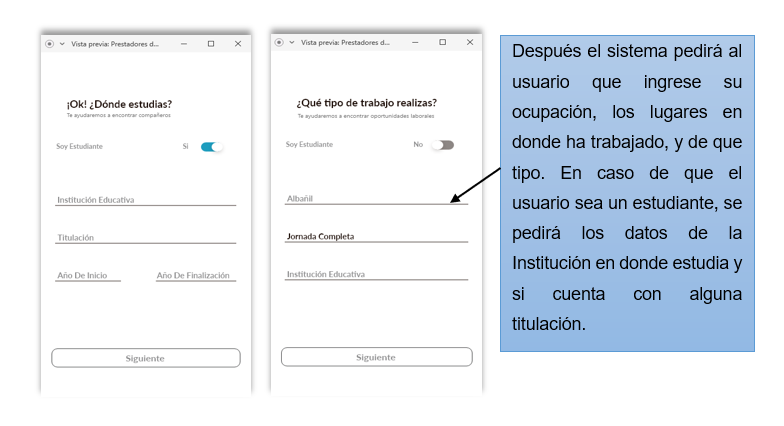 Vista previa: Prestadores d...
¡Ok! ¿Dónde estudias?
Te ayudaremos a encontrar compañeros
Soy Estudiante
Si
Institución Educativa
Titulación
Año De Inicio
Año De Finalización
Siguiente
Vista previa: Prestadores d...
¿Qué tipo de trabajo realizas?
Te ayudaremos a encontrar oportunidades laborales
Soy Estudiante
No
Albañil
Jornada Completa
Institución Educativa
Siguiente
Después el sistema pedirá al
usuario que ingrese su
ocupación, los lugares en
donde ha trabajado, y de que
tipo. En caso de que el
usuario sea un estudiante, se
pedirá los datos de la
Institución en donde estudia y
si cuenta con alguna
titulación.